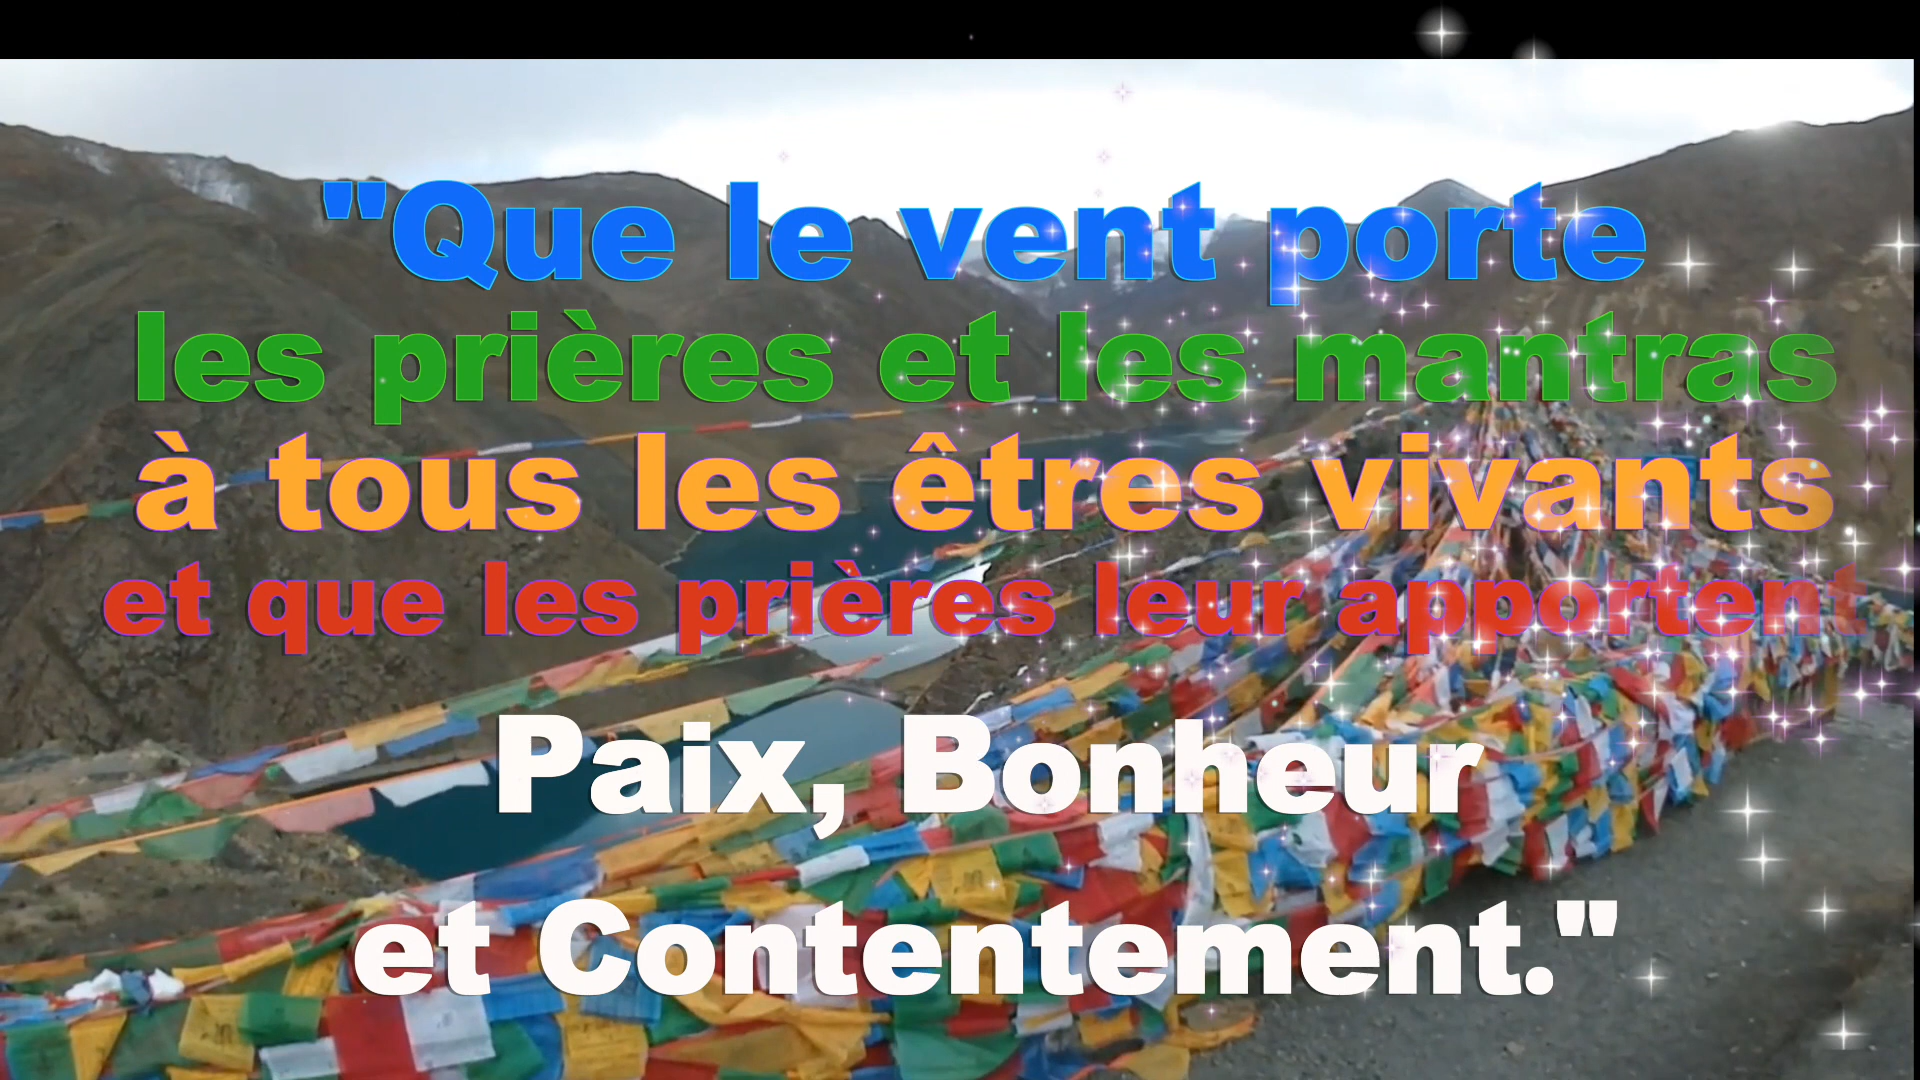 "Que le vent porte
les prières et les mantras
à tous les êtres vivants
et que les prières leur apportent
Paix, Bonheur
et Contentement."